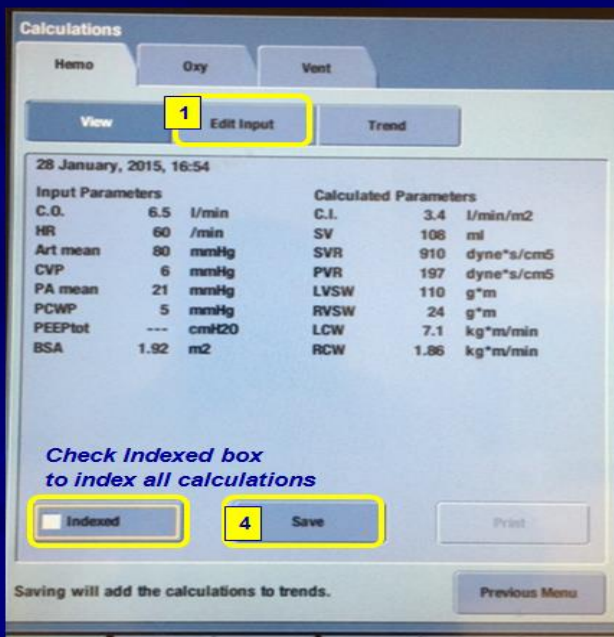 Calculations
Hemo Oxy Vent
View 1 Edit Input Trend
28 January, 2015, 16:54
Input Parameters Calculated Parameters
C.O. 6.5 l/min C.I. 3.4 l/min/m2
HR 60 /min SV 108 ml
Art mean 80 mmHg SVR 910 dyne*s/cm5
CVP 6 mmHg PVR 197 dyne*s/cm5
PA mean 21 mmHg LVSW 110 g*m
PCWP 5 mmHg RVSW 24 g*m
PEEPtot --- cmH20 LCW 7.1 kg*m/min
BSA 1.92 m2 RCW 1.86 kg*m/min
Check Indexed box
to index all calculations
Indexed 4 Save Print
Saving will add the calculations to trends. Previous Menu